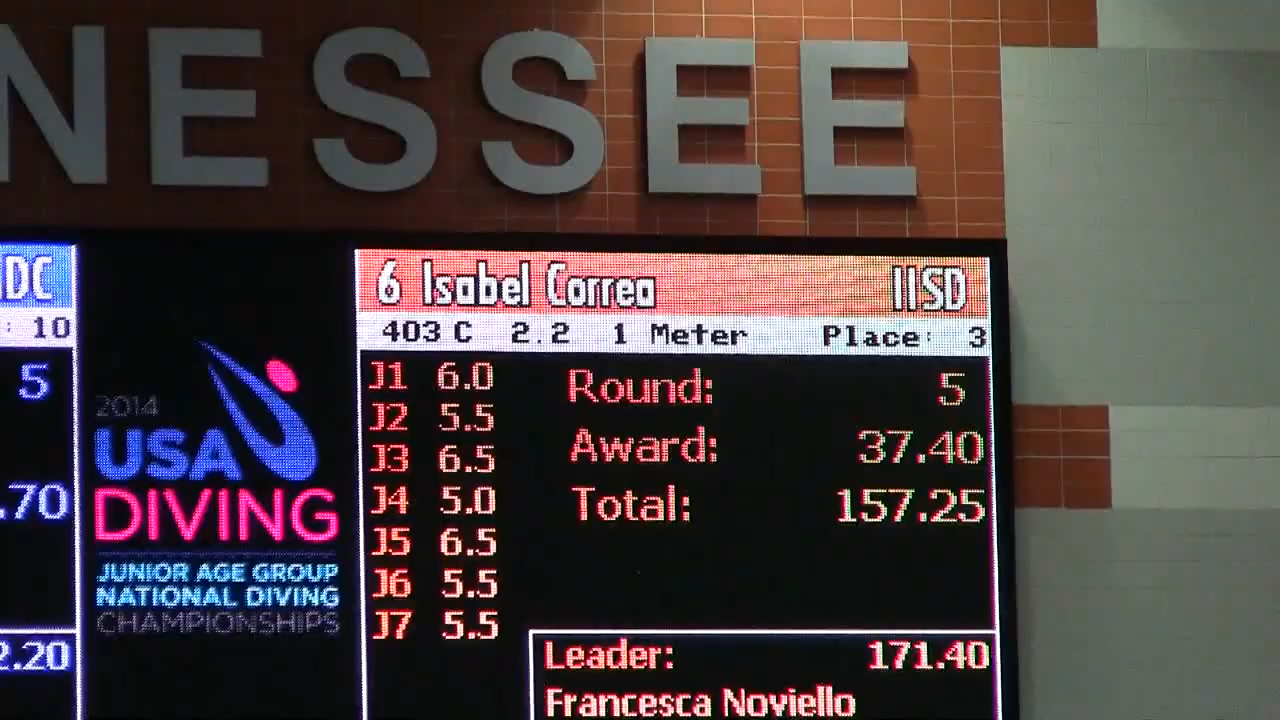 NESSEE
DC
: 10
5
.70
2.20
2014
USA
DIVING
JUNIOR AGE GROUP
NATIONAL DIVING
CHAMPIONSHIPS
6 Isabel Correa IISD
403 C 2.2 1 Meter Place: 3
J1 6.0
J2 5.5
J3 6.5
J4 5.0
J5 6.5
J6 5.5
J7 5.5
Round: 5
Award: 37.40
Total: 157.25
Leader: 171.40
Francesca Noviello